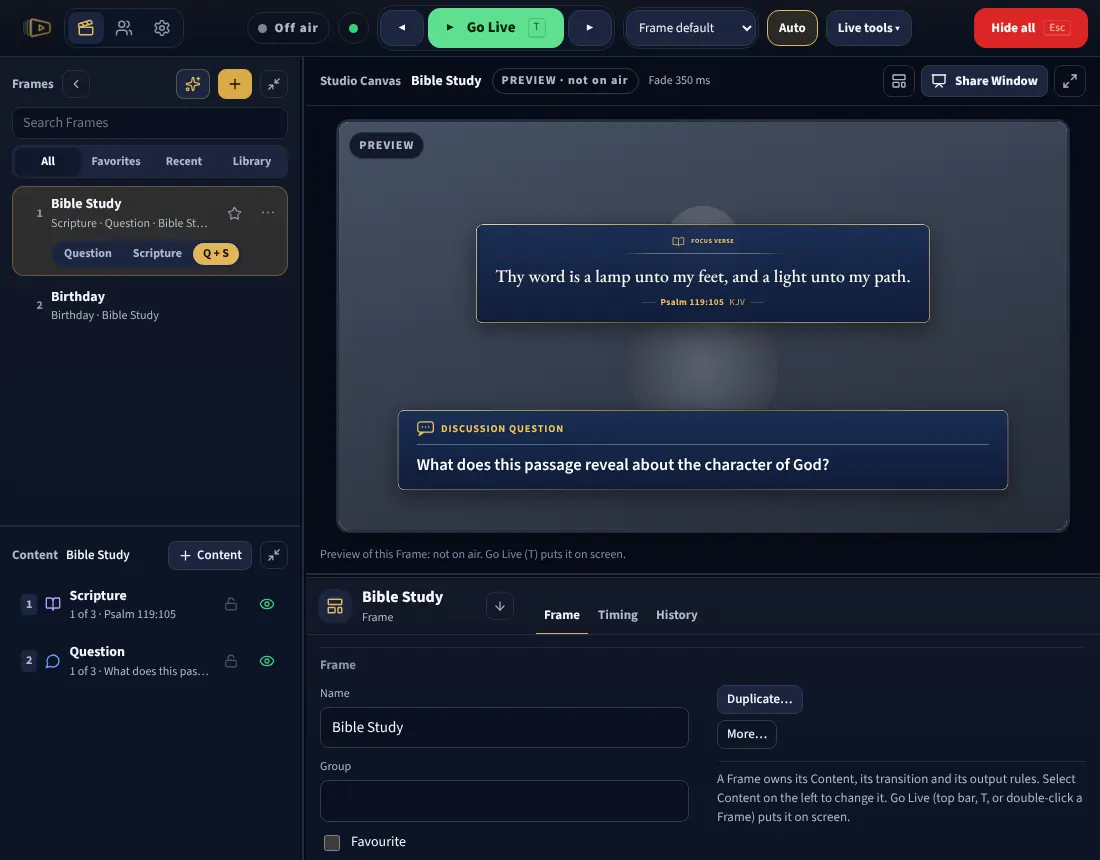 Off air
Go Live T
Frame default
Auto
Live tools
Hide all Esc
Frames
Search Frames
All Favorites Recent Library
1 Bible Study
Scripture · Question · Bible St…
Question Scripture Q + S
2 Birthday
Birthday · Bible Study
Content Bible Study + Content
1 Scripture
1 of 3 · Psalm 119:105
2 Question
1 of 3 · What does this pas…
Studio Canvas Bible Study PREVIEW · not on air Fade 350 ms
Share Window
PREVIEW
FOCUS VERSE
Thy word is a lamp unto my feet, and a light unto my path.
Psalm 119:105 KJV
DISCUSSION QUESTION
What does this passage reveal about the character of God?
Preview of this Frame: not on air. Go Live (T) puts it on screen.
Bible Study
Frame
Frame Timing History
Frame
Name
Bible Study
Group
Favourite
Duplicate…
More…
A Frame owns its Content, its transition and its output rules. Select
Content on the left to change it. Go Live (top bar, T, or double-click a
Frame) puts it on screen.